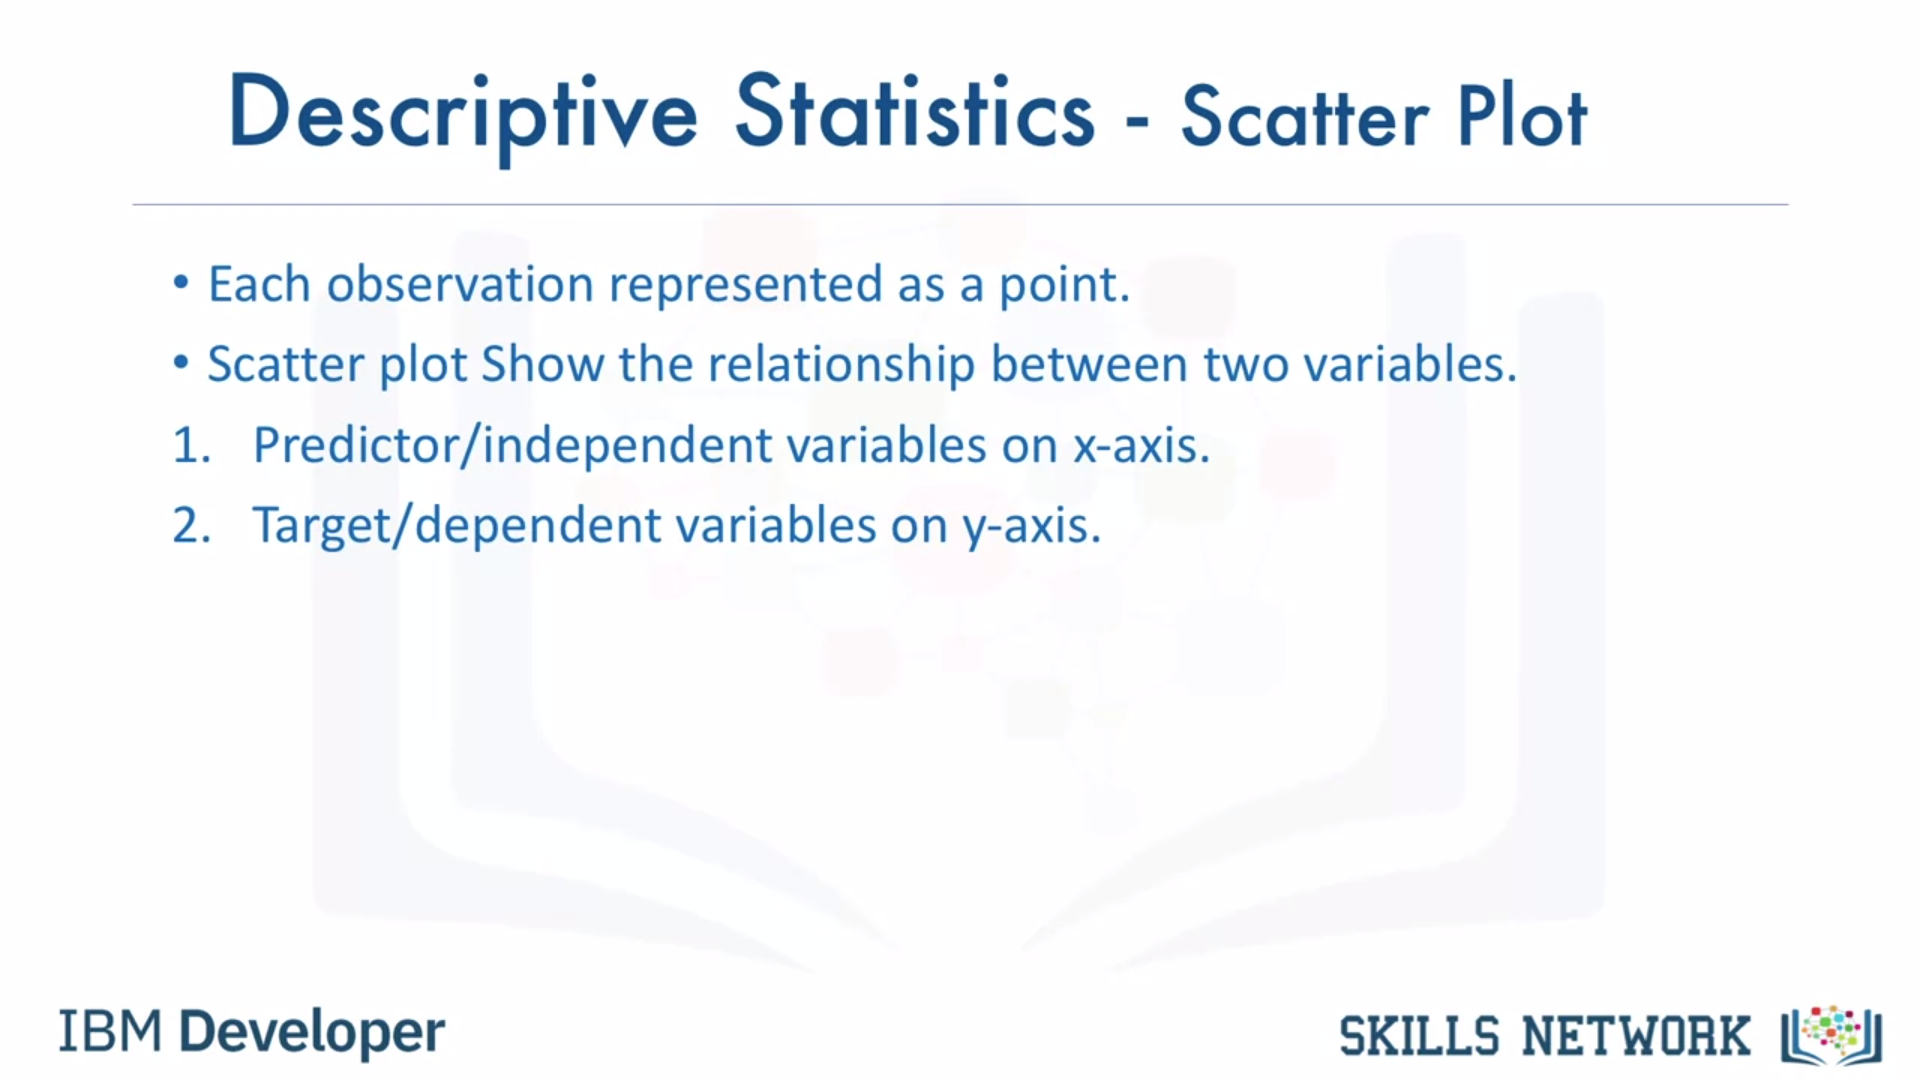 Descriptive Statistics - Scatter Plot
• Each observation represented as a point.
• Scatter plot Show the relationship between two variables.
1. Predictor/independent variables on x-axis.
2. Target/dependent variables on y-axis.
IBM Developer
SKILLS NETWORK